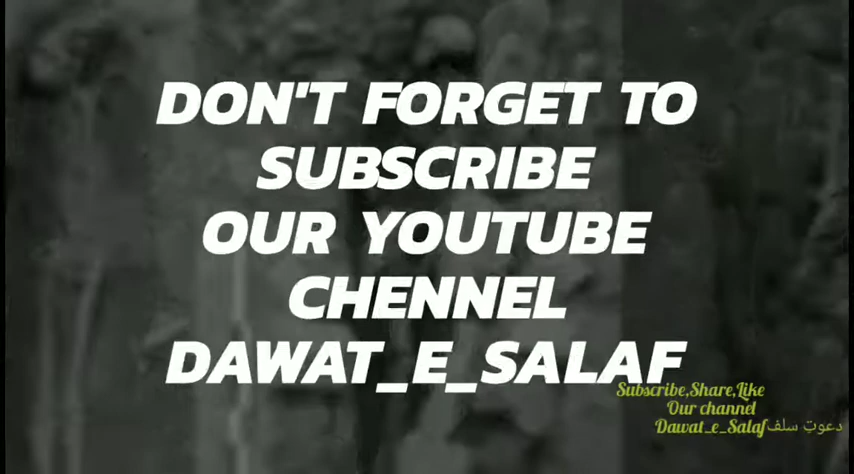 DON'T FORGET TO
SUBSCRIBE
OUR YOUTUBE
CHENNEL
DAWAT_E_SALAF
Subscribe,Share,Like
Our channel
Dawat_e_Salaf دعوتِ سلف